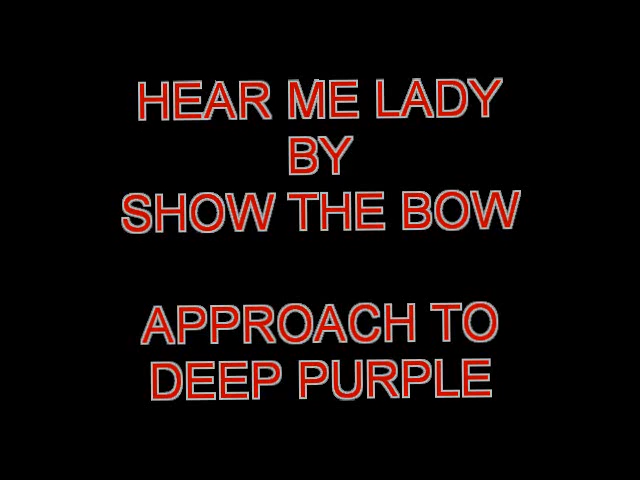 HEAR ME LADY
BY
SHOW THE BOW
APPROACH TO
DEEP PURPLE